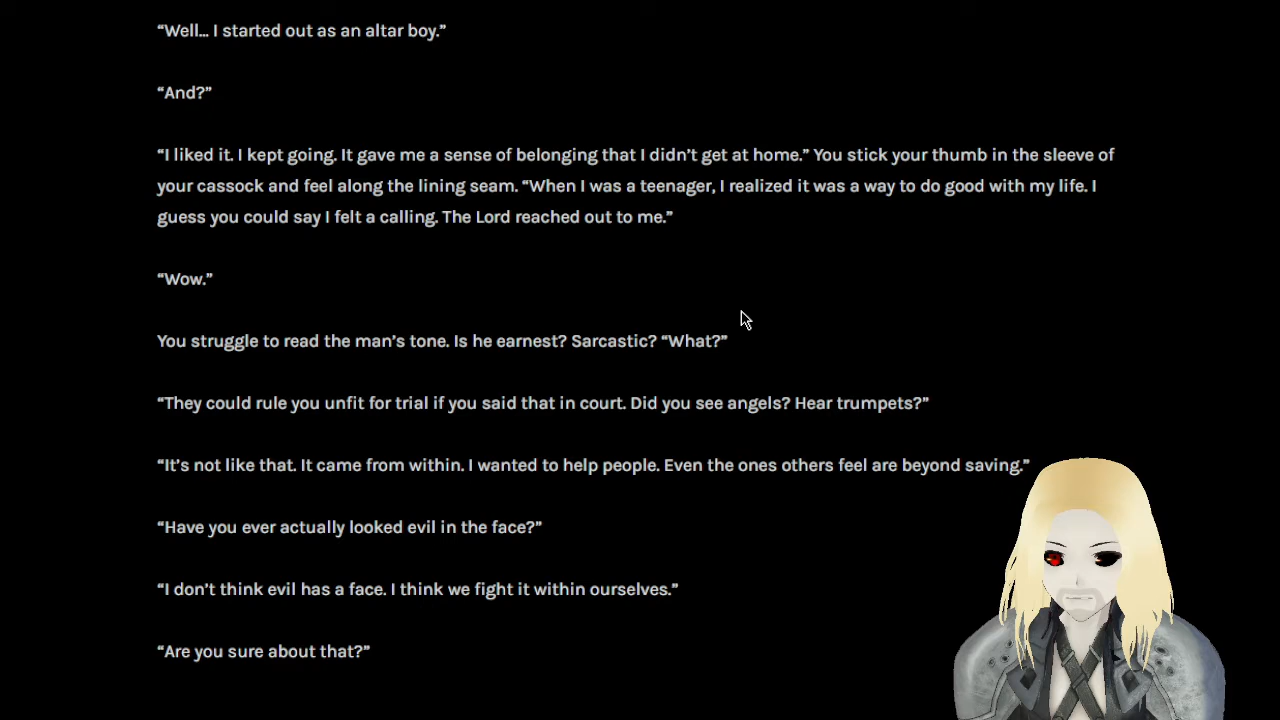 “Well... I started out as an altar boy.”
“And?”
“I liked it. I kept going. It gave me a sense of belonging that I didn’t get at home.” You stick your thumb in the sleeve of
your cassock and feel along the lining seam. “When I was a teenager, I realized it was a way to do good with my life. I
guess you could say I felt a calling. The Lord reached out to me.”
“Wow.”
You struggle to read the man’s tone. Is he earnest? Sarcastic? “What?”
“They could rule you unfit for trial if you said that in court. Did you see angels? Hear trumpets?”
“It’s not like that. It came from within. I wanted to help people. Even the ones others feel are beyond saving.”
“Have you ever actually looked evil in the face?”
“I don’t think evil has a face. I think we fight it within ourselves.”
“Are you sure about that?”